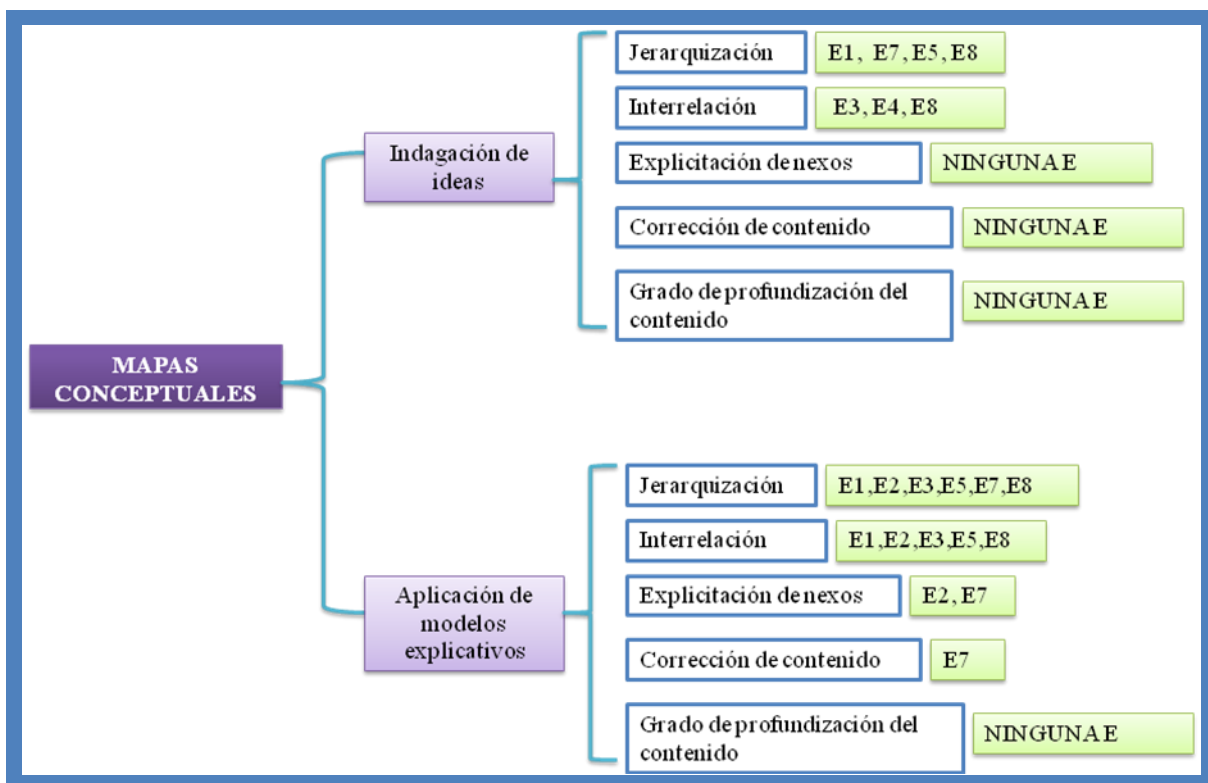 Jerarquización
E1, E7, E5, E8
Interrelación
E3, E4, E8
Indagación de
ideas
Explicitación de nexos
NINGUNA E
Corrección de contenido
NINGUNA E
Grado de profundización del
contenido
NINGUNA E
MAPAS
CONCEPTUALES
Jerarquización
E1,E2,E3,E5,E7,E8
Interrelación
E1,E2,E3,E5,E8
Aplicación de
modelos
explicativos
Explicitación de nexos
E2, E7
Corrección de contenido
E7
Grado de profundización del
contenido
NINGUNA E